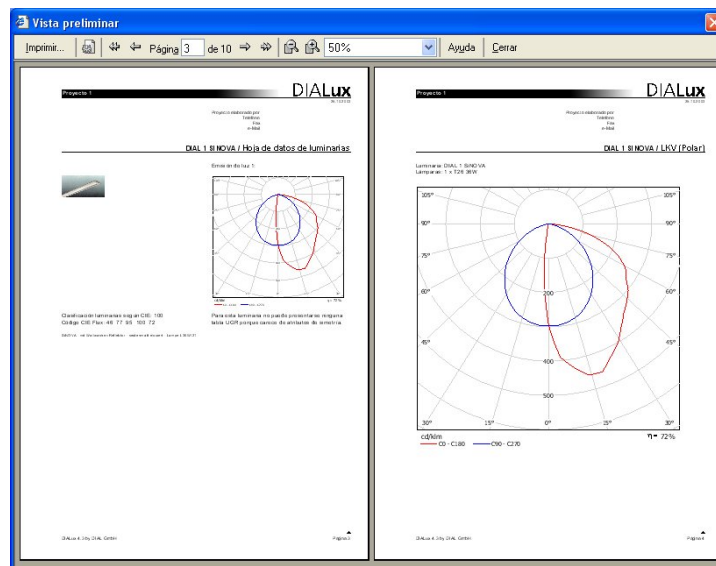 Vista preliminar
Imprimir... Página 3 de 10 50% Ayuda Cerrar
Proyecto 1
DIALux
Proyecto elaborado por
Teléfono
Fax
e-Mail
DIAL 1 SINOVA / Hoja de datos de luminarias
Emisión de luz 1:
cd/klm
η = 72%
Clasificación luminarias según CIE: 100
Código CIE Flux: 46 77 95 100 72
Para esta luminaria no puede presentarse ninguna
tabla UGR porque carece de atributos de simetría.
DIALux 4.3 by DIAL GmbH
Página 3
Proyecto 1
DIALux
Proyecto elaborado por
Teléfono
Fax
e-Mail
DIAL 1 SINOVA / LKV (Polar)
Luminaria: DIAL 1 SINOVA
Lámparas: 1 x T26 36W
105° 105°
90° 90°
75° 75°
60° 60°
45° 45°
200
400
500
30° 15° 0° 15° 30°
cd/klm
η = 72%
C0 - C180 C90 - C270
DIALux 4.3 by DIAL GmbH
Página 4